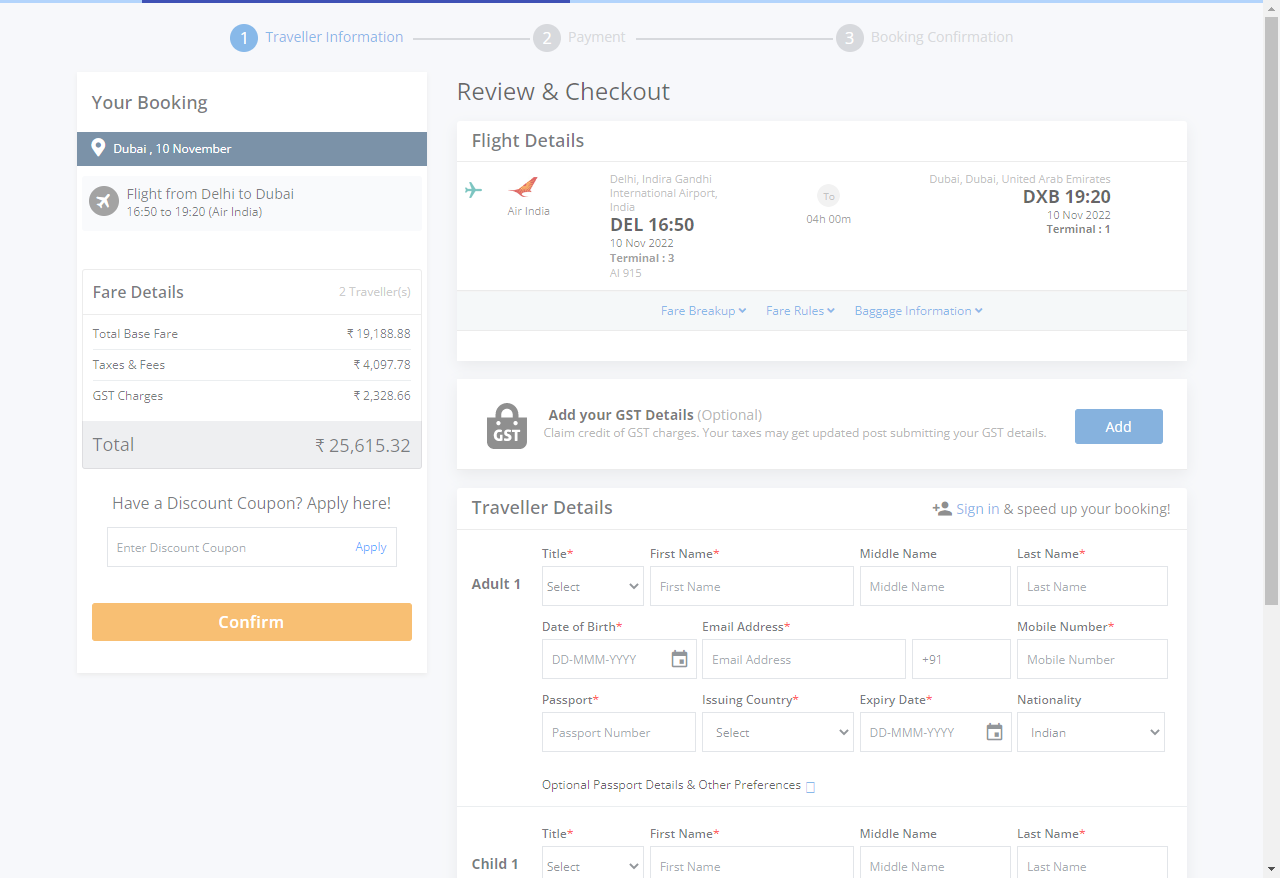 1 Traveller Information
2 Payment
3 Booking Confirmation
Your Booking
Dubai , 10 November
Flight from Delhi to Dubai
16:50 to 19:20 (Air India)
Fare Details
2 Traveller(s)
Total Base Fare
₹ 19,188.88
Taxes & Fees
₹ 4,097.78
GST Charges
₹ 2,328.66
Total
₹ 25,615.32
Have a Discount Coupon? Apply here!
Enter Discount Coupon
Apply
Confirm
Review & Checkout
Flight Details
Air India
Delhi, Indira Gandhi
International Airport,
India
DEL 16:50
10 Nov 2022
Terminal : 3
AI 915
To
04h 00m
Dubai, Dubai, United Arab Emirates
DXB 19:20
10 Nov 2022
Terminal : 1
Fare Breakup
Fare Rules
Baggage Information
GST
Add your GST Details (Optional)
Claim credit of GST charges. Your taxes may get updated post submitting your GST details.
Add
Traveller Details
Sign in & speed up your booking!
Adult 1
Title*
First Name*
Middle Name
Last Name*
Select
First Name
Middle Name
Last Name
Date of Birth*
Email Address*
Mobile Number*
DD-MMM-YYYY
Email Address
+91
Mobile Number
Passport*
Issuing Country*
Expiry Date*
Nationality
Passport Number
Select
DD-MMM-YYYY
Indian
Optional Passport Details & Other Preferences
Child 1
Title*
First Name*
Middle Name
Last Name*
Select
First Name
Middle Name
Last Name